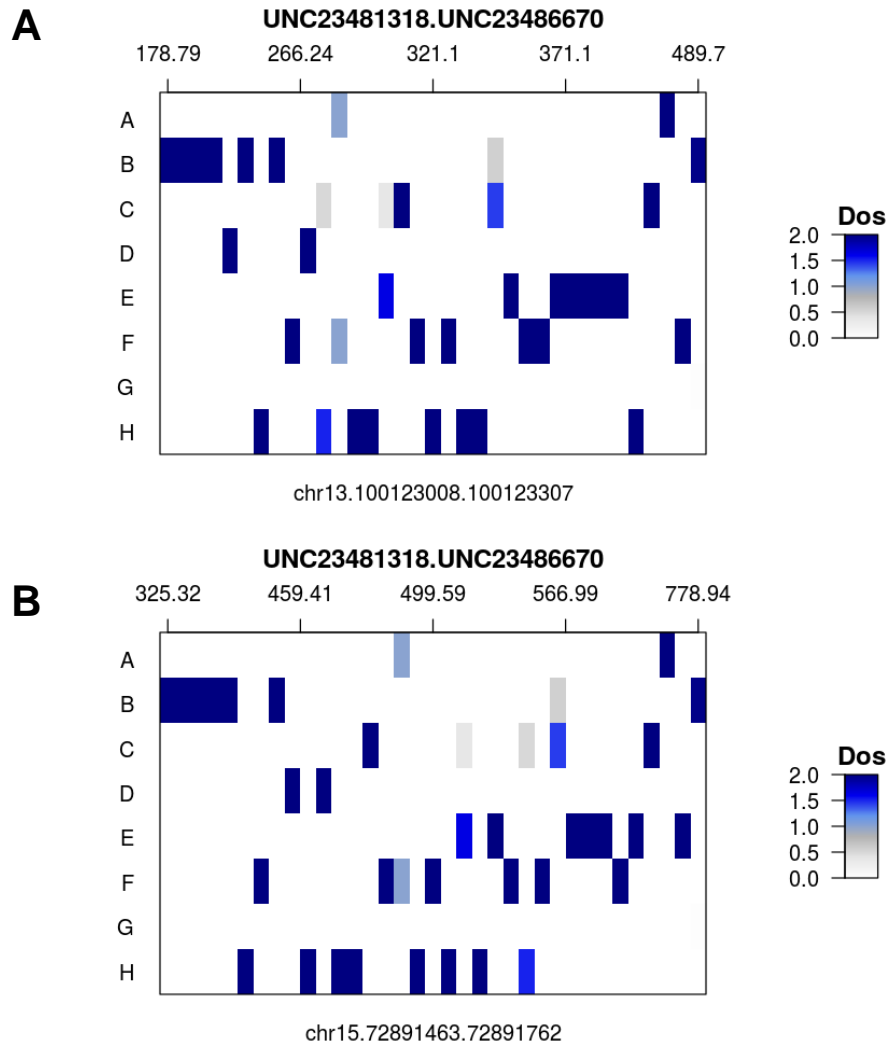 A
UNC23481318.UNC23486670
178.79 266.24 321.1 371.1 489.7
A
B
C
D
E
F
G
H
Dos
2.0
1.5
1.0
0.5
0.0
chr13.100123008.100123307
B
UNC23481318.UNC23486670
325.32 459.41 499.59 566.99 778.94
A
B
C
D
E
F
G
H
Dos
2.0
1.5
1.0
0.5
0.0
chr15.72891463.72891762